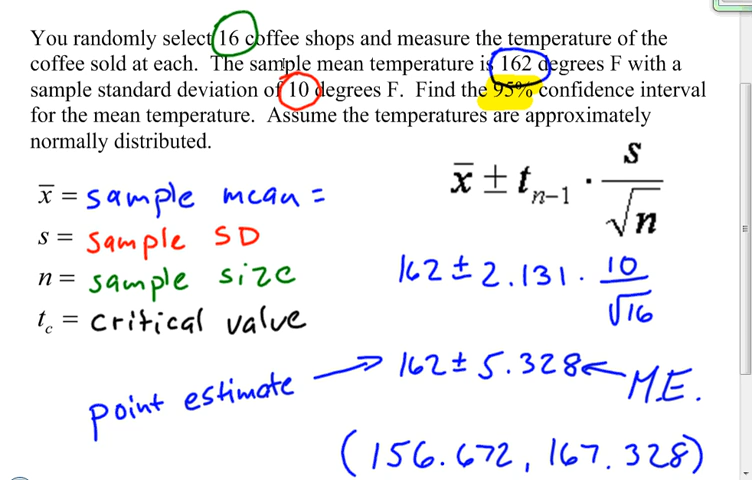 You randomly select 16 coffee shops and measure the temperature of the
coffee sold at each.  The sample mean temperature is 162 degrees F with a
sample standard deviation of 10 degrees F.  Find the 95% confidence interval
for the mean temperature.  Assume the temperatures are approximately
normally distributed.
x̄ = sample mean =
s = sample SD
n = sample size
t_c = critical value
x̄ ± t_{n−1} · s/√n
162 ± 2.131 · 10/√16
point estimate → 162 ± 5.328 ← M.E.
(156.672, 167.328)